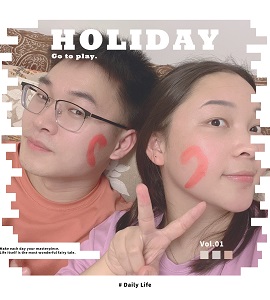 HOLIDAY
Go to play.
Vol.01
Make each day your masterpiece.
Life itself is the most wonderful fairy tale.
# Daily Life